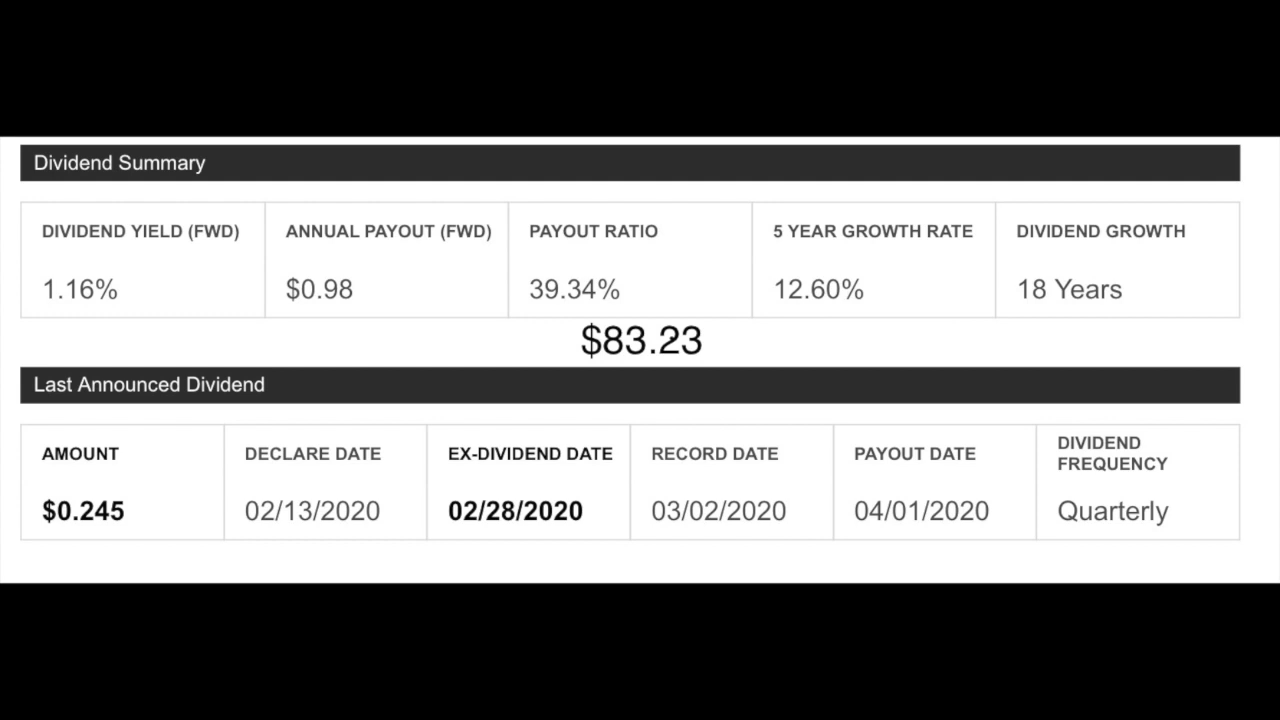 Dividend Summary
DIVIDEND YIELD (FWD) ANNUAL PAYOUT (FWD) PAYOUT RATIO 5 YEAR GROWTH RATE DIVIDEND GROWTH
1.16% $0.98 39.34% 12.60% 18 Years
$83.23
Last Announced Dividend
AMOUNT DECLARE DATE EX-DIVIDEND DATE RECORD DATE PAYOUT DATE DIVIDEND
FREQUENCY
$0.245 02/13/2020 02/28/2020 03/02/2020 04/01/2020 Quarterly